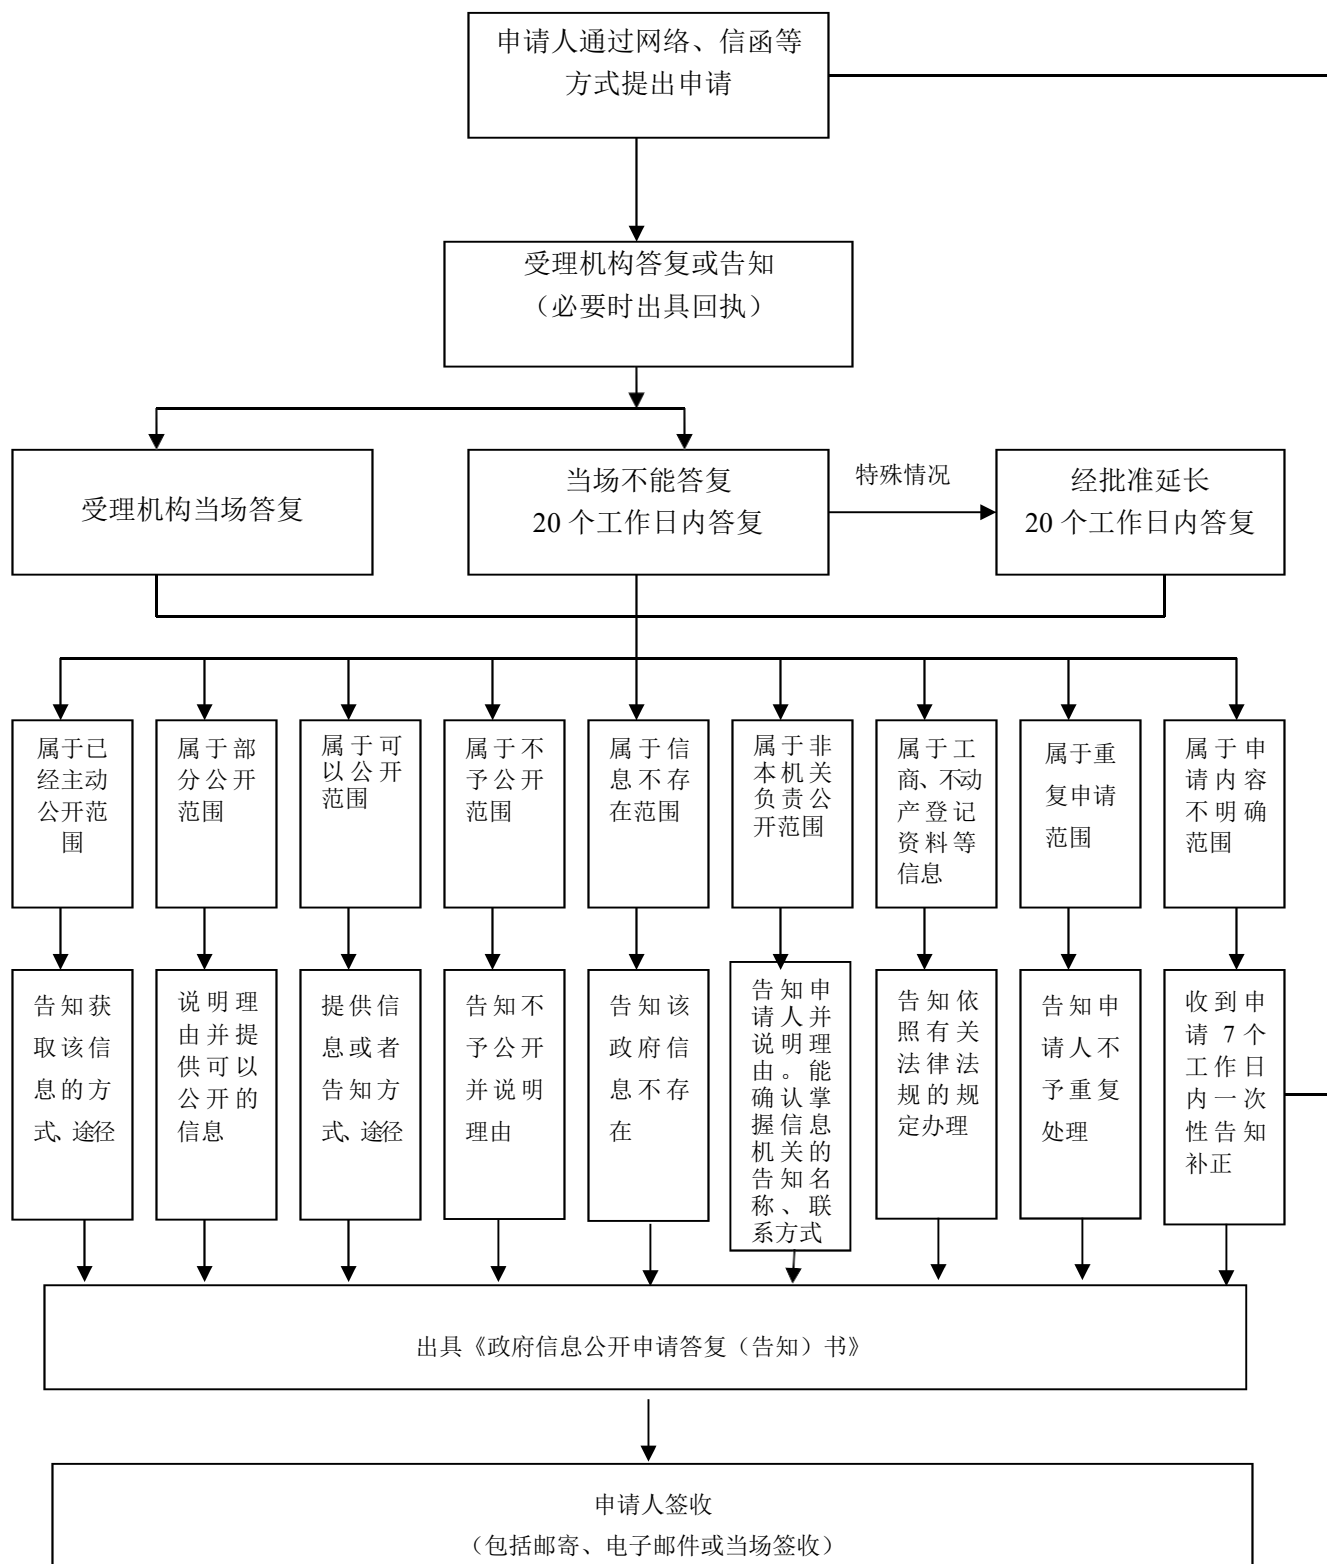 申请人通过网络、信函等
方式提出申请
受理机构答复或告知
（必要时出具回执）
受理机构当场答复
当场不能答复
20 个工作日内答复
特殊情况
经批准延长
20 个工作日内答复
属于已
经主动
公开范
围
属于部
分公开
范围
属于可
以公开
范围
属于不
予公开
范围
属于信
息不存
在范围
属于非
本机关
负责公
开范围
属于工
商、不动
产登记
资料等
信息
属于重
复申请
范围
属于申
请内容
不明确
范围
告知获
取该信
息的方
式、途径
说明理
由并提
供可以
公开的
信息
提供信
息或者
告知方
式、途径
告知不
予公开
并说明
理由
告知该
政府信
息不存
在
告知申
请人并
说明理
由。能
确认掌
握信息
机关的
告知名
称、联
系方式
告知依
照有关
法律法
规的规
定办理
告知申
请人不
予重复
处理
收到申
请 7 个
工作日
内一次
性告知
补正
出具《政府信息公开申请答复（告知）书》
申请人签收
（包括邮寄、电子邮件或当场签收）